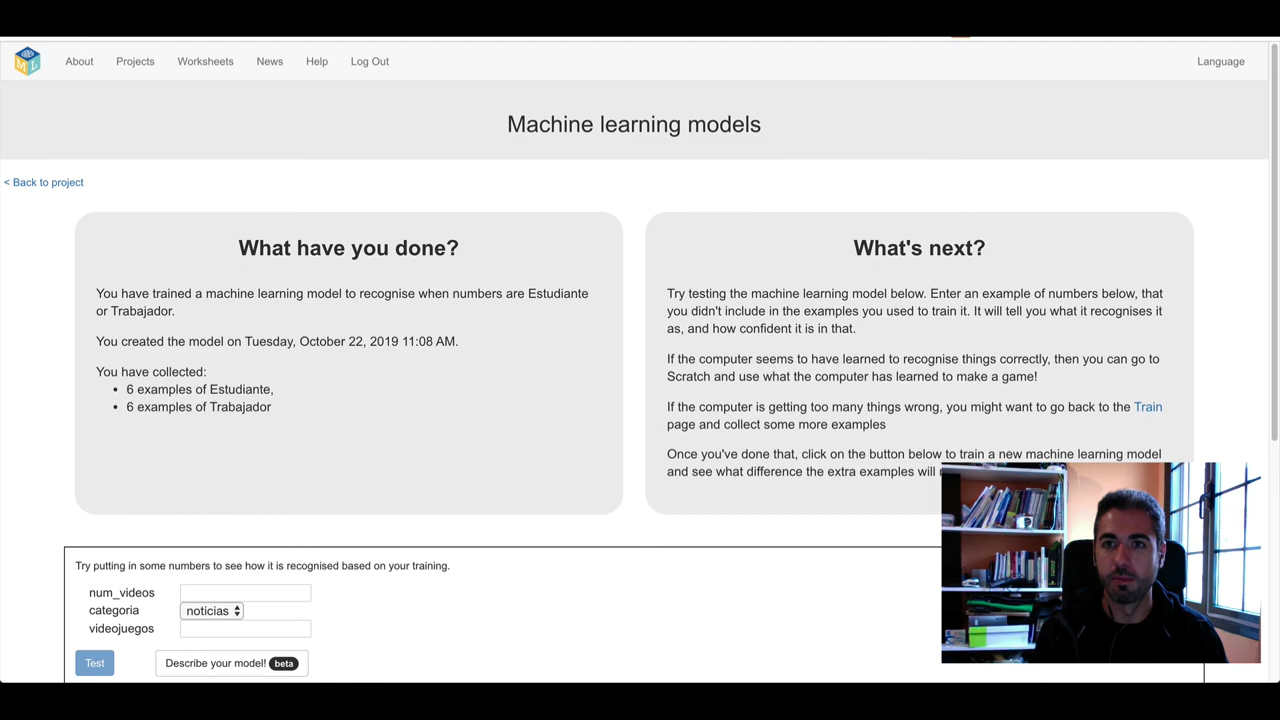 About Projects Worksheets News Help Log Out Language
Machine learning models
< Back to project
What have you done?
You have trained a machine learning model to recognise when numbers are Estudiante
or Trabajador.
You created the model on Tuesday, October 22, 2019 11:08 AM.
You have collected:
• 6 examples of Estudiante,
• 6 examples of Trabajador
What's next?
Try testing the machine learning model below. Enter an example of numbers below, that
you didn't include in the examples you used to train it. It will tell you what it recognises it
as, and how confident it is in that.
If the computer seems to have learned to recognise things correctly, then you can go to
Scratch and use what the computer has learned to make a game!
If the computer is getting too many things wrong, you might want to go back to the Train
page and collect some more examples
Once you've done that, click on the button below to train a new machine learning model
and see what difference the extra examples will
Try putting in some numbers to see how it is recognised based on your training.
num_videos
categoria noticias
videojuegos
Test Describe your model! beta